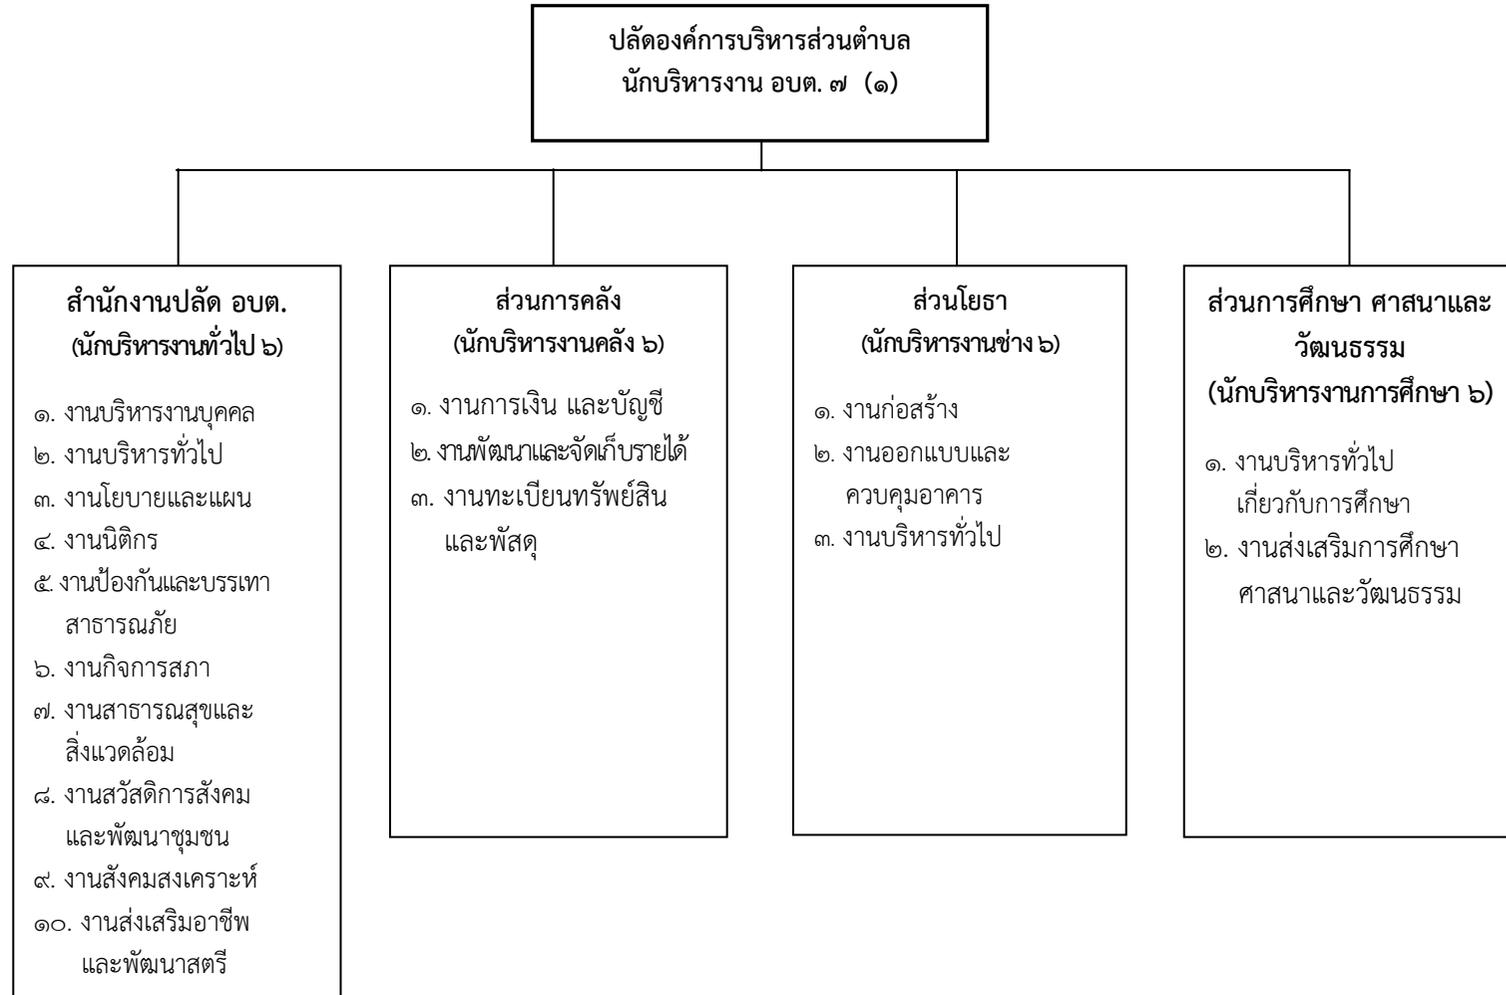 ปลัดองค์การบริหารส่วนตำบล
นักบริหารงาน อบต. ๗ (๑)
สำนักงานปลัด อบต.
(นักบริหารงานทั่วไป ๖)
๑. งานบริหารงานบุคคล
๒. งานบริหารทั่วไป
๓. งานโยบายและแผน
๔. งานนิติกร
๕. งานป้องกันและบรรเทา
สาธารณภัย
๖. งานกิจการสภา
๗. งานสาธารณสุขและ
สิ่งแวดล้อม
๘. งานสวัสดิการสังคม
และพัฒนาชุมชน
๙. งานสังคมสงเคราะห์
๑๐. งานส่งเสริมอาชีพ
และพัฒนาสตรี
ส่วนการคลัง
(นักบริหารงานคลัง ๖)
๑. งานการเงิน และบัญชี
๒. งานพัฒนาและจัดเก็บรายได้
๓. งานทะเบียนทรัพย์สิน
และพัสดุ
ส่วนโยธา
(นักบริหารงานช่าง ๖)
๑. งานก่อสร้าง
๒. งานออกแบบและ
ควบคุมอาคาร
๓. งานบริหารทั่วไป
ส่วนการศึกษา ศาสนาและ
วัฒนธรรม
(นักบริหารงานการศึกษา ๖)
๑. งานบริหารทั่วไป
เกี่ยวกับการศึกษา
๒. งานส่งเสริมการศึกษา
ศาสนาและวัฒนธรรม